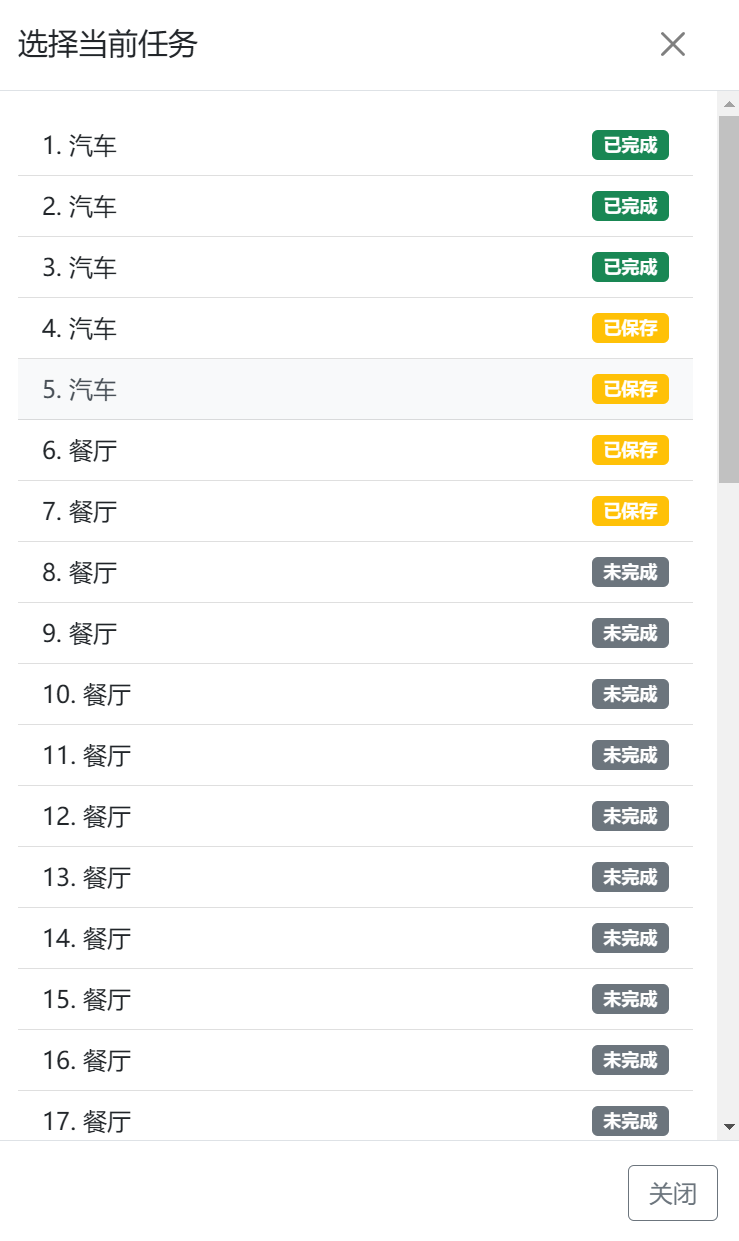 选择当前任务
1. 汽车 已完成
2. 汽车 已完成
3. 汽车 已完成
4. 汽车 已保存
5. 汽车 已保存
6. 餐厅 已保存
7. 餐厅 已保存
8. 餐厅 未完成
9. 餐厅 未完成
10. 餐厅 未完成
11. 餐厅 未完成
12. 餐厅 未完成
13. 餐厅 未完成
14. 餐厅 未完成
15. 餐厅 未完成
16. 餐厅 未完成
17. 餐厅 未完成
关闭